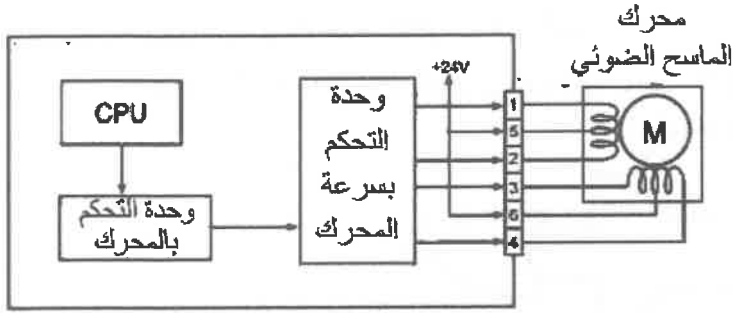 محرك
الماسح الضوئي
+24V
CPU
وحدة
التحكم
بسرعة
المحرك
وحدة التحكم
بالمحرك
1
5
2
3
6
4
M